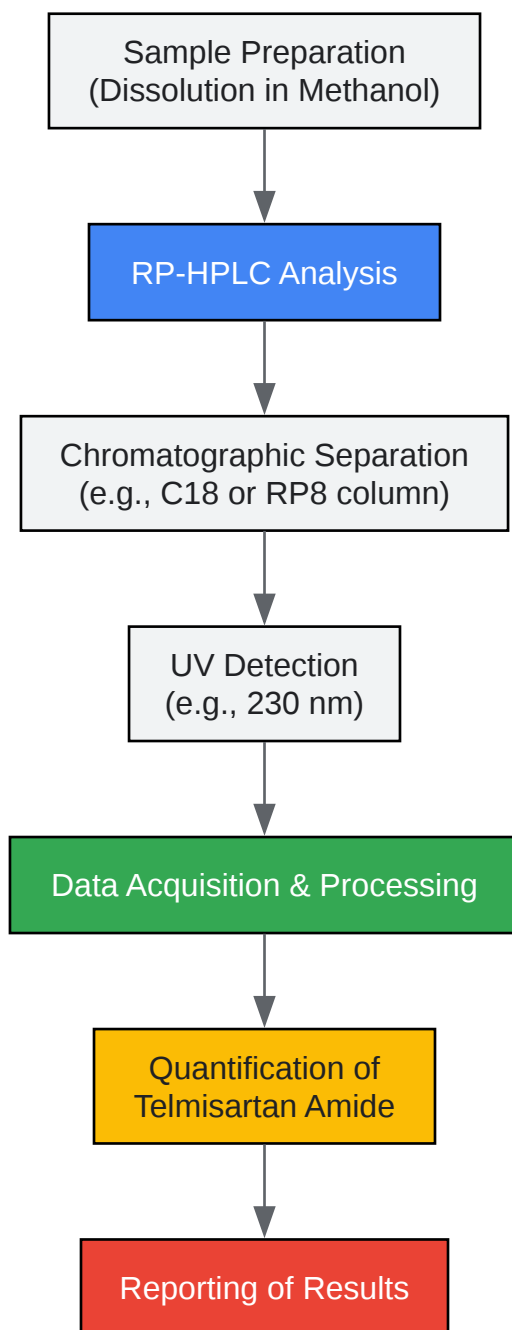 Sample Preparation
(Dissolution in Methanol)
RP-HPLC Analysis
Chromatographic Separation
(e.g., C18 or RP8 column)
UV Detection
(e.g., 230 nm)
Data Acquisition & Processing
Quantification of
Telmisartan Amide
Reporting of Results